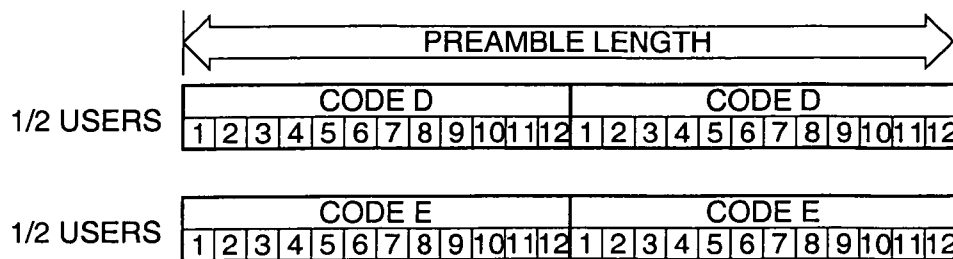 PREAMBLE LENGTH
1/2 USERS CODE D CODE D
1 2 3 4 5 6 7 8 9 10 11 12 1 2 3 4 5 6 7 8 9 10 11 12
1/2 USERS CODE E CODE E
1 2 3 4 5 6 7 8 9 10 11 12 1 2 3 4 5 6 7 8 9 10 11 12